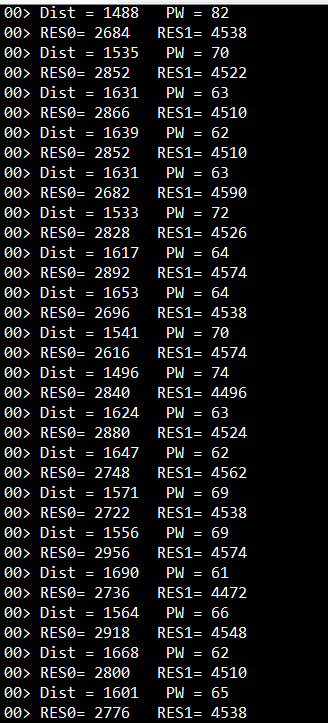 00> Dist = 1488   PW = 82
00> RES0= 2684   RES1= 4538
00> Dist = 1535   PW = 70
00> RES0= 2852   RES1= 4522
00> Dist = 1631   PW = 63
00> RES0= 2866   RES1= 4510
00> Dist = 1639   PW = 62
00> RES0= 2852   RES1= 4510
00> Dist = 1631   PW = 63
00> RES0= 2682   RES1= 4590
00> Dist = 1533   PW = 72
00> RES0= 2828   RES1= 4526
00> Dist = 1617   PW = 64
00> RES0= 2892   RES1= 4574
00> Dist = 1653   PW = 64
00> RES0= 2696   RES1= 4538
00> Dist = 1541   PW = 70
00> RES0= 2616   RES1= 4574
00> Dist = 1496   PW = 74
00> RES0= 2840   RES1= 4496
00> Dist = 1624   PW = 63
00> RES0= 2880   RES1= 4524
00> Dist = 1647   PW = 62
00> RES0= 2748   RES1= 4562
00> Dist = 1571   PW = 69
00> RES0= 2722   RES1= 4538
00> Dist = 1556   PW = 69
00> RES0= 2956   RES1= 4574
00> Dist = 1690   PW = 61
00> RES0= 2736   RES1= 4472
00> Dist = 1564   PW = 66
00> RES0= 2918   RES1= 4548
00> Dist = 1668   PW = 62
00> RES0= 2800   RES1= 4510
00> Dist = 1601   PW = 65
00> RES0= 2776   RES1= 4538